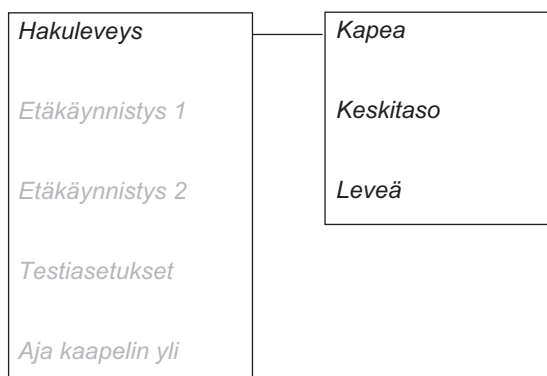 Hakuleveys
Etäkäynnistys 1
Etäkäynnistys 2
Testiasetukset
Aja kaapelin yli
Kapea
Keskitaso
Leveä